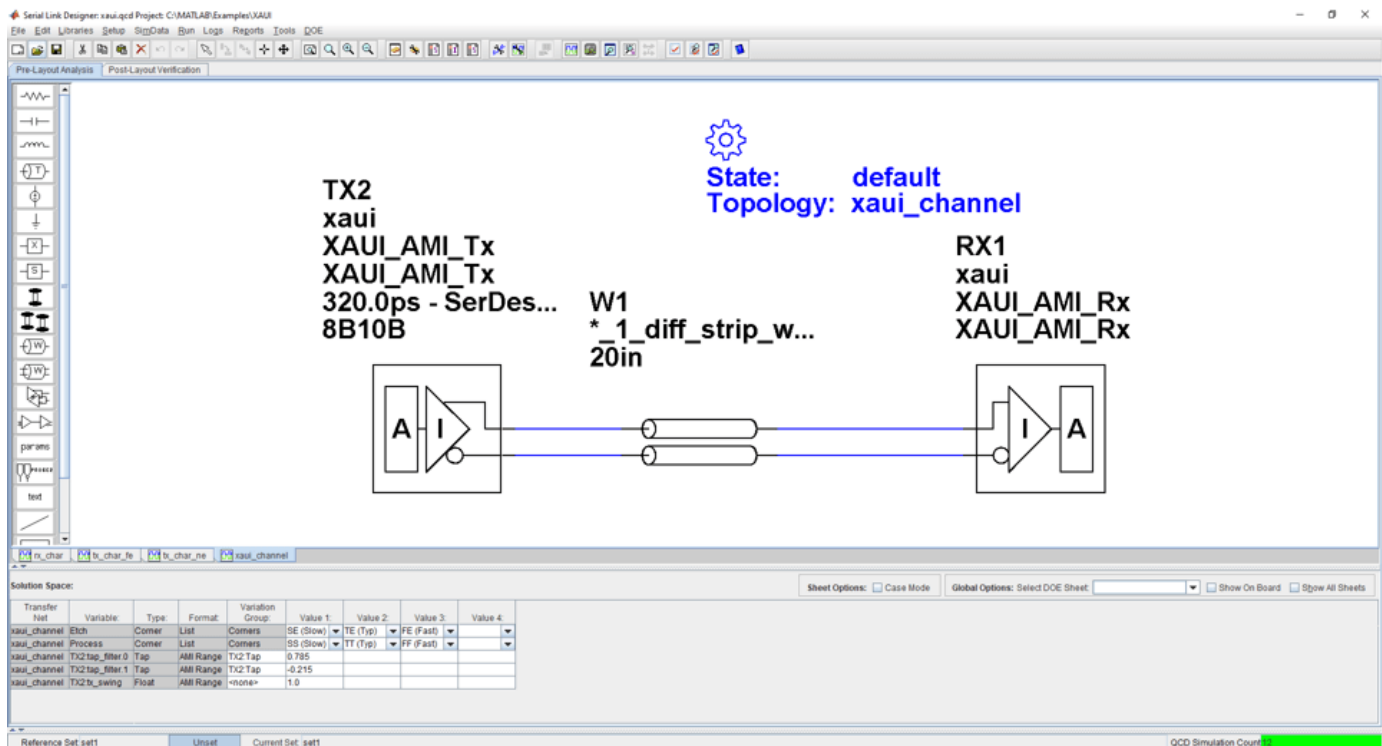 Serial Link Designer: xaui.qcd Project: C:\MATLAB\Examples\XAUI
File Edit Libraries Setup SimData Run Logs Reports Tools DOE
Pre-Layout Analysis Post-Layout Verification
State: default
Topology: xaui_channel
TX2
xaui
XAUI_AMI_Tx
XAUI_AMI_Tx
320.0ps - SerDes...
8B10B
W1
*_1_diff_strip_w...
20in
RX1
xaui
XAUI_AMI_Rx
XAUI_AMI_Rx
A I
I A
T
X
S
W
W
params
text
rx_char tx_char_fe tx_char_ne xaui_channel
Solution Space:
Sheet Options: Case Mode Global Options: Select DOE Sheet: Show On Board Show All Sheets
Transfer Net Variable: Type: Format: Variation Group: Value 1: Value 2: Value 3: Value 4:
xaui_channel Etch Corner List Corners SE (Slow) TE (Typ) FE (Fast)
xaui_channel Process Corner List Corners SS (Slow) TT (Typ) FF (Fast)
xaui_channel TX2:tap_filter.0 Tap AMI Range TX2:Tap 0.785
xaui_channel TX2:tap_filter.1 Tap AMI Range TX2:Tap -0.215
xaui_channel TX2:tx_swing Float AMI Range <none> 1.0
Reference Set: set1 Unset Current Set: set1 QCD Simulation Count: 12